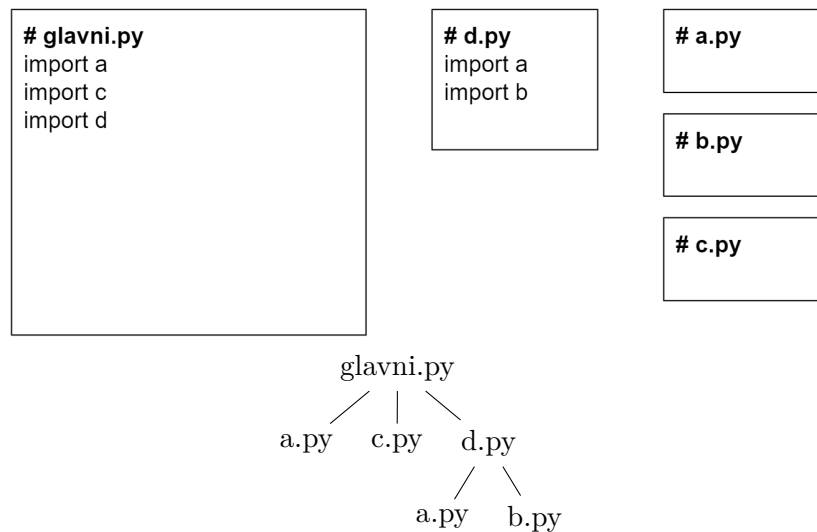 # glavni.py
import a
import c
import d
# d.py
import a
import b
# a.py
# b.py
# c.py
glavni.py
a.py c.py d.py
a.py b.py